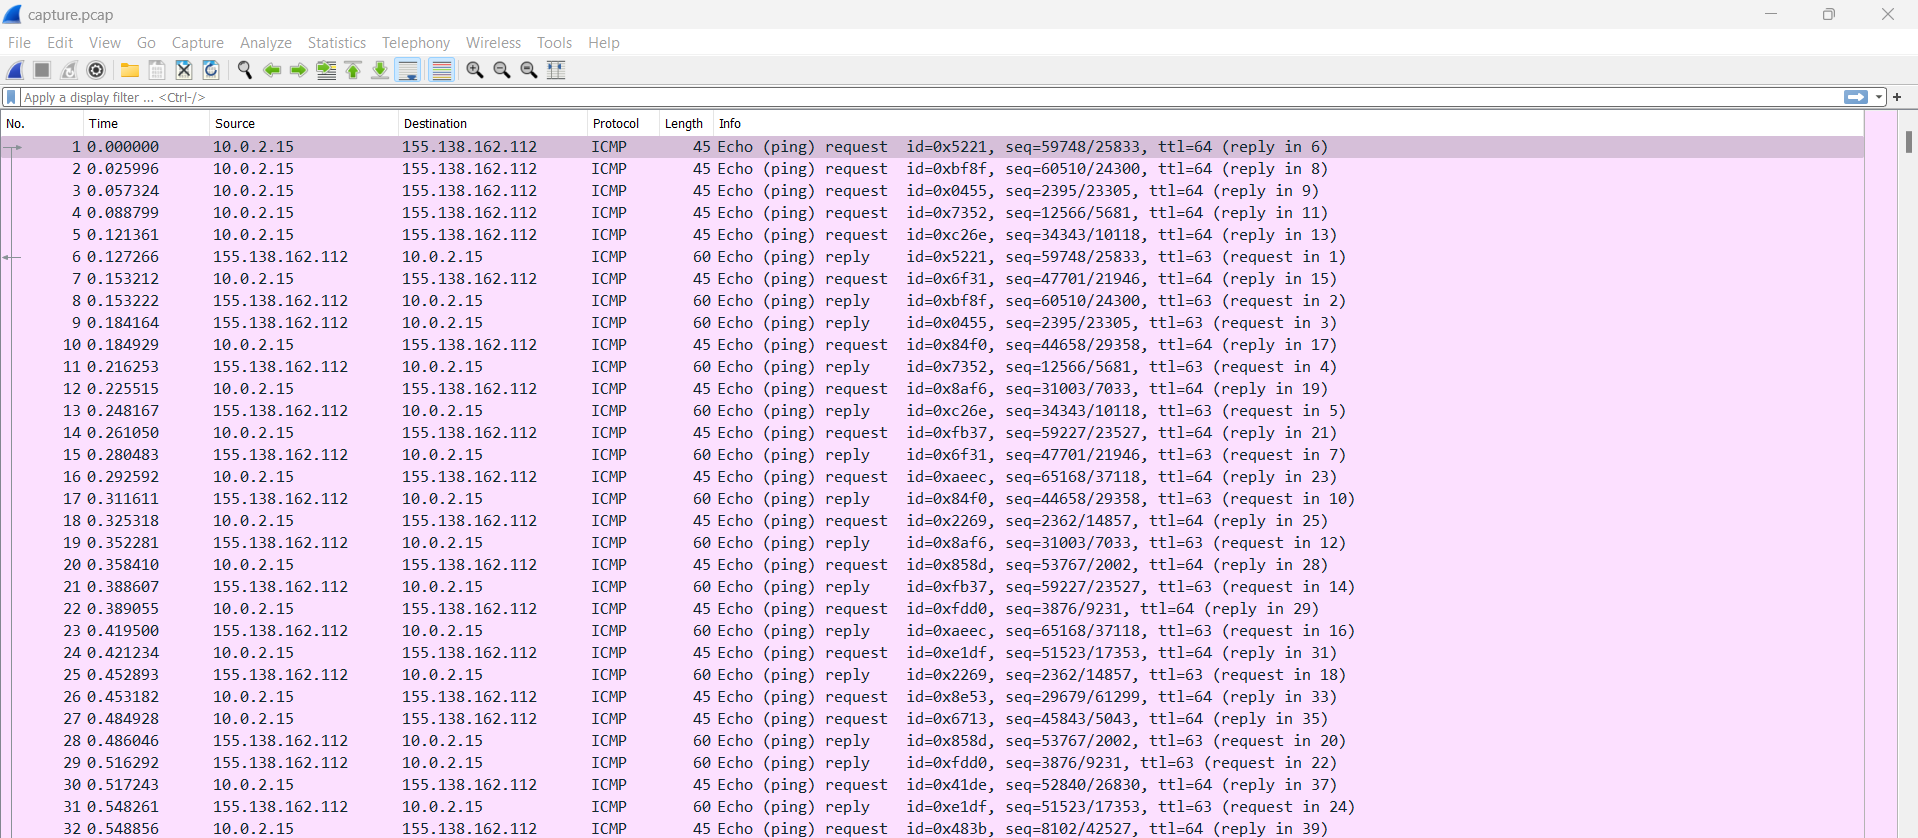 capture.pcap
File Edit View Go Capture Analyze Statistics Telephony Wireless Tools Help
Apply a display filter ... <Ctrl-/>
No. Time Source Destination Protocol Length Info
1 0.000000 10.0.2.15 155.138.162.112 ICMP 45 Echo (ping) request id=0x5221, seq=59748/25833, ttl=64 (reply in 6)
2 0.025996 10.0.2.15 155.138.162.112 ICMP 45 Echo (ping) request id=0xbf8f, seq=60510/24300, ttl=64 (reply in 8)
3 0.057324 10.0.2.15 155.138.162.112 ICMP 45 Echo (ping) request id=0x0455, seq=2395/23305, ttl=64 (reply in 9)
4 0.088799 10.0.2.15 155.138.162.112 ICMP 45 Echo (ping) request id=0x7352, seq=12566/5681, ttl=64 (reply in 11)
5 0.121361 10.0.2.15 155.138.162.112 ICMP 45 Echo (ping) request id=0xc26e, seq=34343/10118, ttl=64 (reply in 13)
6 0.127266 155.138.162.112 10.0.2.15 ICMP 60 Echo (ping) reply id=0x5221, seq=59748/25833, ttl=63 (request in 1)
7 0.153212 10.0.2.15 155.138.162.112 ICMP 45 Echo (ping) request id=0x6f31, seq=47701/21946, ttl=64 (reply in 15)
8 0.153222 155.138.162.112 10.0.2.15 ICMP 60 Echo (ping) reply id=0xbf8f, seq=60510/24300, ttl=63 (request in 2)
9 0.184164 155.138.162.112 10.0.2.15 ICMP 60 Echo (ping) reply id=0x0455, seq=2395/23305, ttl=63 (request in 3)
10 0.184929 10.0.2.15 155.138.162.112 ICMP 45 Echo (ping) request id=0x84f0, seq=44658/29358, ttl=64 (reply in 17)
11 0.216253 155.138.162.112 10.0.2.15 ICMP 60 Echo (ping) reply id=0x7352, seq=12566/5681, ttl=63 (request in 4)
12 0.225515 10.0.2.15 155.138.162.112 ICMP 45 Echo (ping) request id=0x8af6, seq=31003/7033, ttl=64 (reply in 19)
13 0.248167 155.138.162.112 10.0.2.15 ICMP 60 Echo (ping) reply id=0xc26e, seq=34343/10118, ttl=63 (request in 5)
14 0.261050 10.0.2.15 155.138.162.112 ICMP 45 Echo (ping) request id=0xfb37, seq=59227/23527, ttl=64 (reply in 21)
15 0.280483 155.138.162.112 10.0.2.15 ICMP 60 Echo (ping) reply id=0x6f31, seq=47701/21946, ttl=63 (request in 7)
16 0.292592 10.0.2.15 155.138.162.112 ICMP 45 Echo (ping) request id=0xaeec, seq=65168/37118, ttl=64 (reply in 23)
17 0.311611 155.138.162.112 10.0.2.15 ICMP 60 Echo (ping) reply id=0x84f0, seq=44658/29358, ttl=63 (request in 10)
18 0.325318 10.0.2.15 155.138.162.112 ICMP 45 Echo (ping) request id=0x2269, seq=2362/14857, ttl=64 (reply in 25)
19 0.352281 155.138.162.112 10.0.2.15 ICMP 60 Echo (ping) reply id=0x8af6, seq=31003/7033, ttl=63 (request in 12)
20 0.358410 10.0.2.15 155.138.162.112 ICMP 45 Echo (ping) request id=0x858d, seq=53767/2002, ttl=64 (reply in 28)
21 0.388607 155.138.162.112 10.0.2.15 ICMP 60 Echo (ping) reply id=0xfb37, seq=59227/23527, ttl=63 (request in 14)
22 0.389055 10.0.2.15 155.138.162.112 ICMP 45 Echo (ping) request id=0xfdd0, seq=3876/9231, ttl=64 (reply in 29)
23 0.419500 155.138.162.112 10.0.2.15 ICMP 60 Echo (ping) reply id=0xaeec, seq=65168/37118, ttl=63 (request in 16)
24 0.421234 10.0.2.15 155.138.162.112 ICMP 45 Echo (ping) request id=0xe1df, seq=51523/17353, ttl=64 (reply in 31)
25 0.452893 155.138.162.112 10.0.2.15 ICMP 60 Echo (ping) reply id=0x2269, seq=2362/14857, ttl=63 (request in 18)
26 0.453182 10.0.2.15 155.138.162.112 ICMP 45 Echo (ping) request id=0x8e53, seq=29679/61299, ttl=64 (reply in 33)
27 0.484928 10.0.2.15 155.138.162.112 ICMP 45 Echo (ping) request id=0x6713, seq=45843/5043, ttl=64 (reply in 35)
28 0.486046 155.138.162.112 10.0.2.15 ICMP 60 Echo (ping) reply id=0x858d, seq=53767/2002, ttl=63 (request in 20)
29 0.516292 155.138.162.112 10.0.2.15 ICMP 60 Echo (ping) reply id=0xfdd0, seq=3876/9231, ttl=63 (request in 22)
30 0.517243 10.0.2.15 155.138.162.112 ICMP 45 Echo (ping) request id=0x41de, seq=52840/26830, ttl=64 (reply in 37)
31 0.548261 155.138.162.112 10.0.2.15 ICMP 60 Echo (ping) reply id=0xe1df, seq=51523/17353, ttl=63 (request in 24)
32 0.548856 10.0.2.15 155.138.162.112 ICMP 45 Echo (ping) request id=0x483b, seq=8102/42527, ttl=64 (reply in 39)